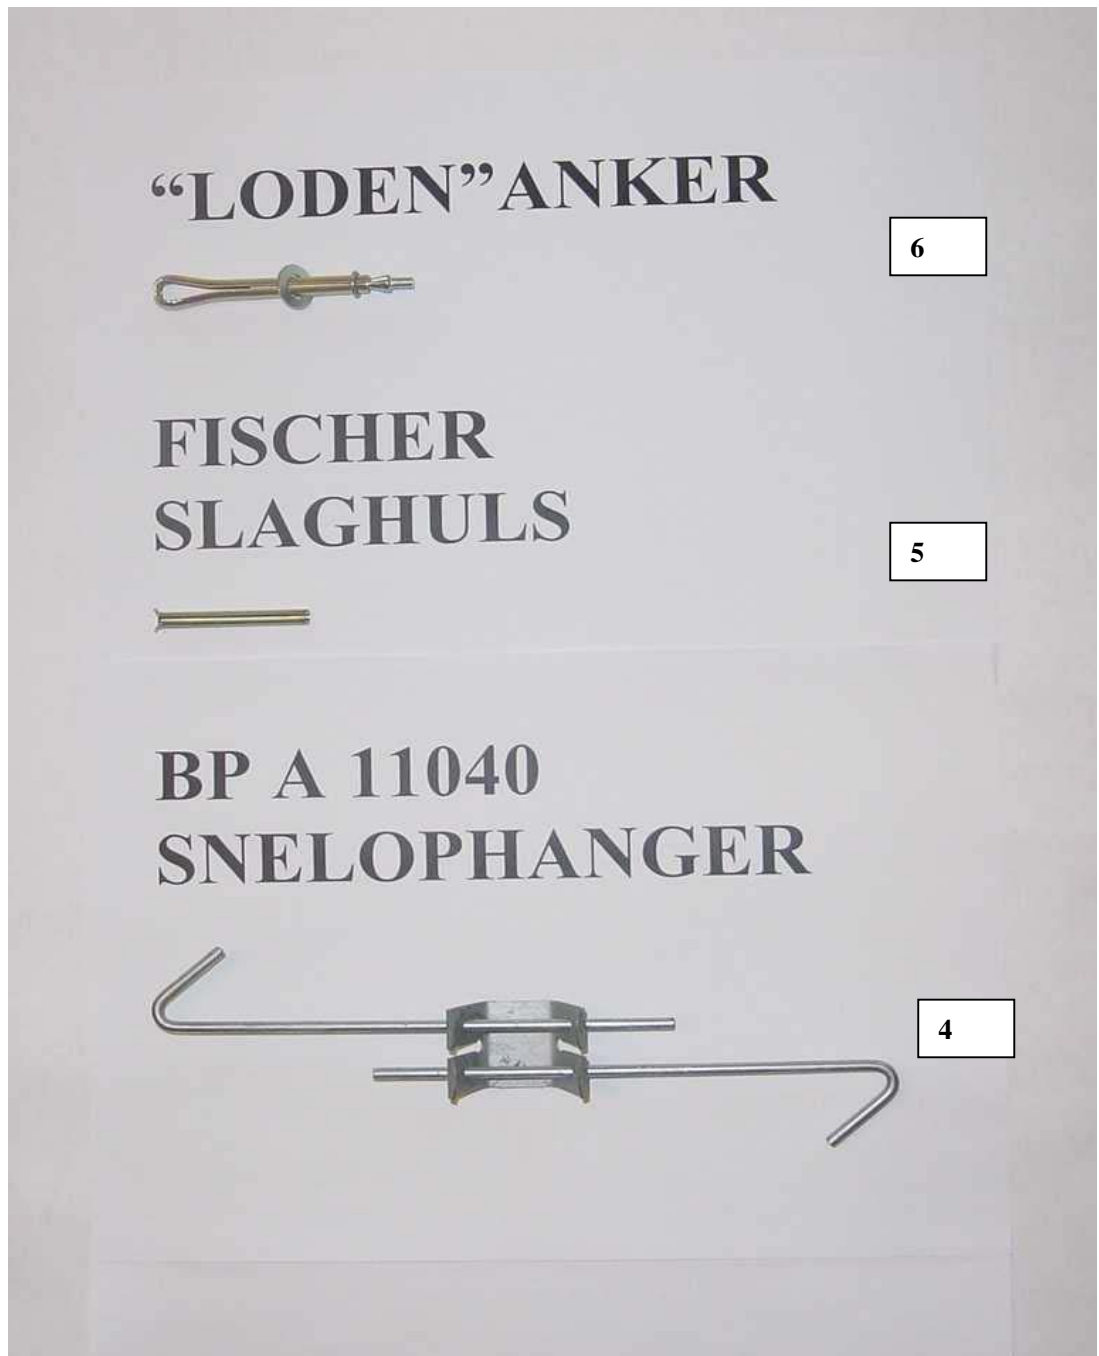 “LODEN”ANKER
6
FISCHER
SLAGHULS
5
BP A 11040
SNELOPHANGER
4